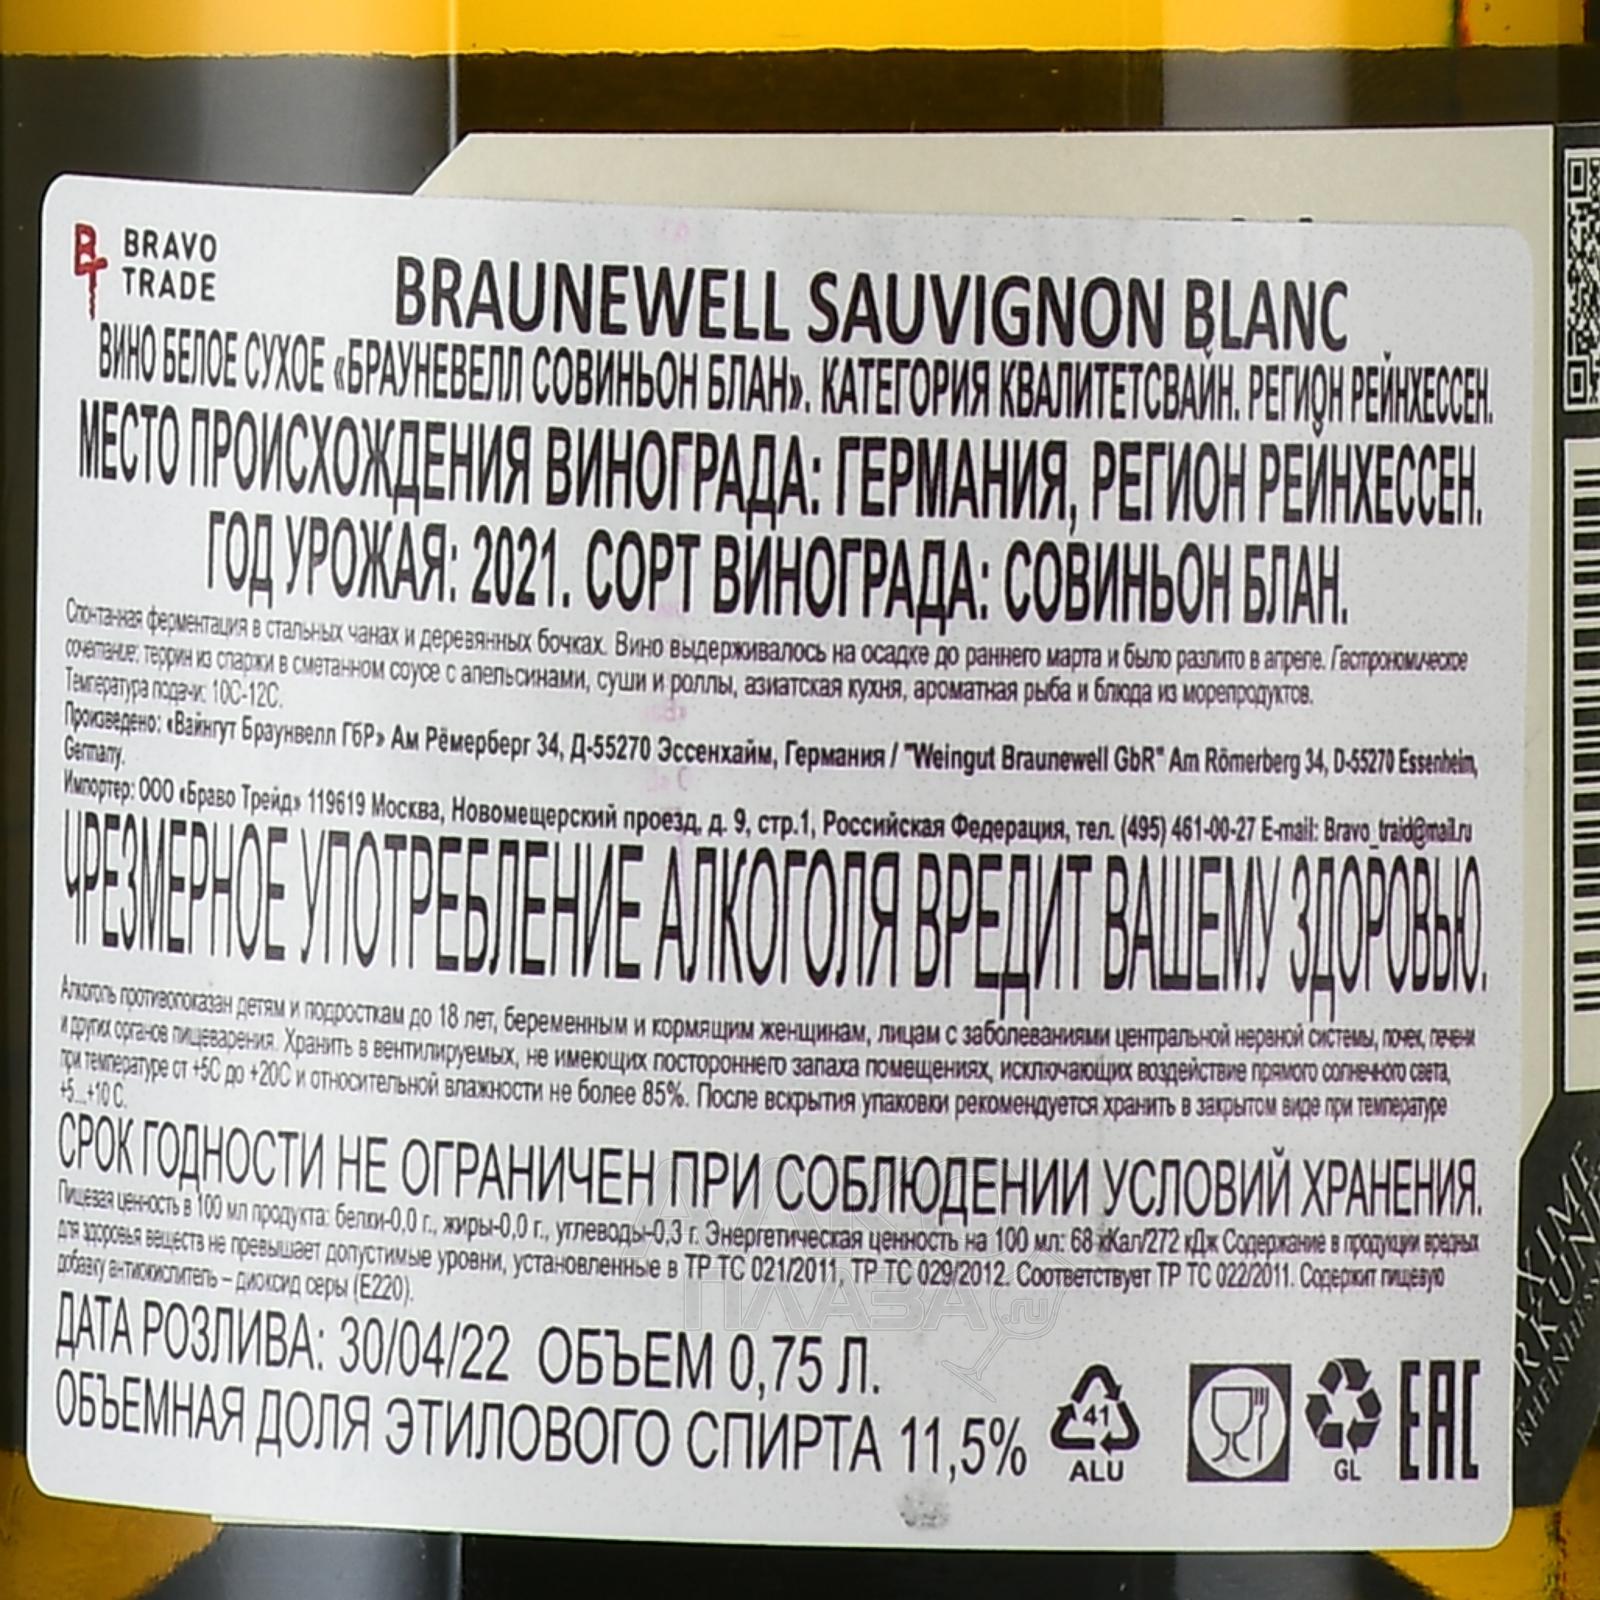 BRAVO
TRADE
BRAUNEWELL SAUVIGNON BLANC
ВИНО БЕЛОЕ СУХОЕ «БРАУНЕВЕЛЛ СОВИНЬОН БЛАН». КАТЕГОРИЯ КВАЛИТЕТСВАЙН. РЕГИОН РЕЙНХЕССЕН.
МЕСТО ПРОИСХОЖДЕНИЯ ВИНОГРАДА: ГЕРМАНИЯ, РЕГИОН РЕЙНХЕССЕН.
ГОД УРОЖАЯ: 2021. СОРТ ВИНОГРАДА: СОВИНЬОН БЛАН.
Спонтанная ферментация в стальных чанах и деревянных бочках. Вино выдерживалось на осадке до раннего марта и было разлито в апреле. Гастрономическое
сочетание: террин из спаржи в сметанном соусе с апельсинами, суши и роллы, азиатская кухня, ароматная рыба и блюда из морепродуктов.
Температура подачи: 10С-12С.
Произведено: «Вайнгут Браунвелл ГбР» Ам Рёмерберг 34, Д-55270 Эссенхайм, Германия / "Weingut Braunewell GbR" Am Römerberg 34, D-55270 Essenheim,
Germany.
Импортер: ООО «Браво Трейд» 119619 Москва, Новомещерский проезд, д. 9, стр.1, Российская Федерация, тел. (495) 461-00-27 E-mail: Bravo_traid@mail.ru
ЧРЕЗМЕРНОЕ УПОТРЕБЛЕНИЕ АЛКОГОЛЯ ВРЕДИТ ВАШЕМУ ЗДОРОВЬЮ.
Алкоголь противопоказан детям и подросткам до 18 лет, беременным и кормящим женщинам, лицам с заболеваниями центральной нервной системы, почек, печени
и других органов пищеварения. Хранить в вентилируемых, не имеющих постороннего запаха помещениях, исключающих воздействие прямого солнечного света,
при температуре от +5С до +20С и относительной влажности не более 85%. После вскрытия упаковки рекомендуется хранить в закрытом виде при температуре
+5...+10 С.
СРОК ГОДНОСТИ НЕ ОГРАНИЧЕН ПРИ СОБЛЮДЕНИИ УСЛОВИЙ ХРАНЕНИЯ.
Пищевая ценность в 100 мл продукта: белки-0,0 г., жиры-0,0 г., углеводы-0,3 г. Энергетическая ценность на 100 мл: 68 кКал/272 кДж Содержание в продукции вредных
для здоровья веществ не превышает допустимые уровни, установленные в ТР ТС 021/2011, ТР ТС 029/2012. Соответствует ТР ТС 022/2011. Содержит пищевую
добавку антиокислитель – диоксид серы (Е220).
ДАТА РОЗЛИВА: 30/04/22 ОБЪЕМ 0,75 Л.
ОБЪЕМНАЯ ДОЛЯ ЭТИЛОВОГО СПИРТА 11,5%
41
ALU
GL
EAC
АЛКО
ПЛАЗА.ru